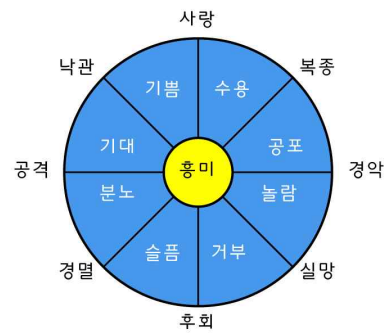 사랑
낙관
복종
기쁨
수용
기대
공포
공격
흥미
경악
분노
놀람
슬픔
거부
경멸
실망
후회